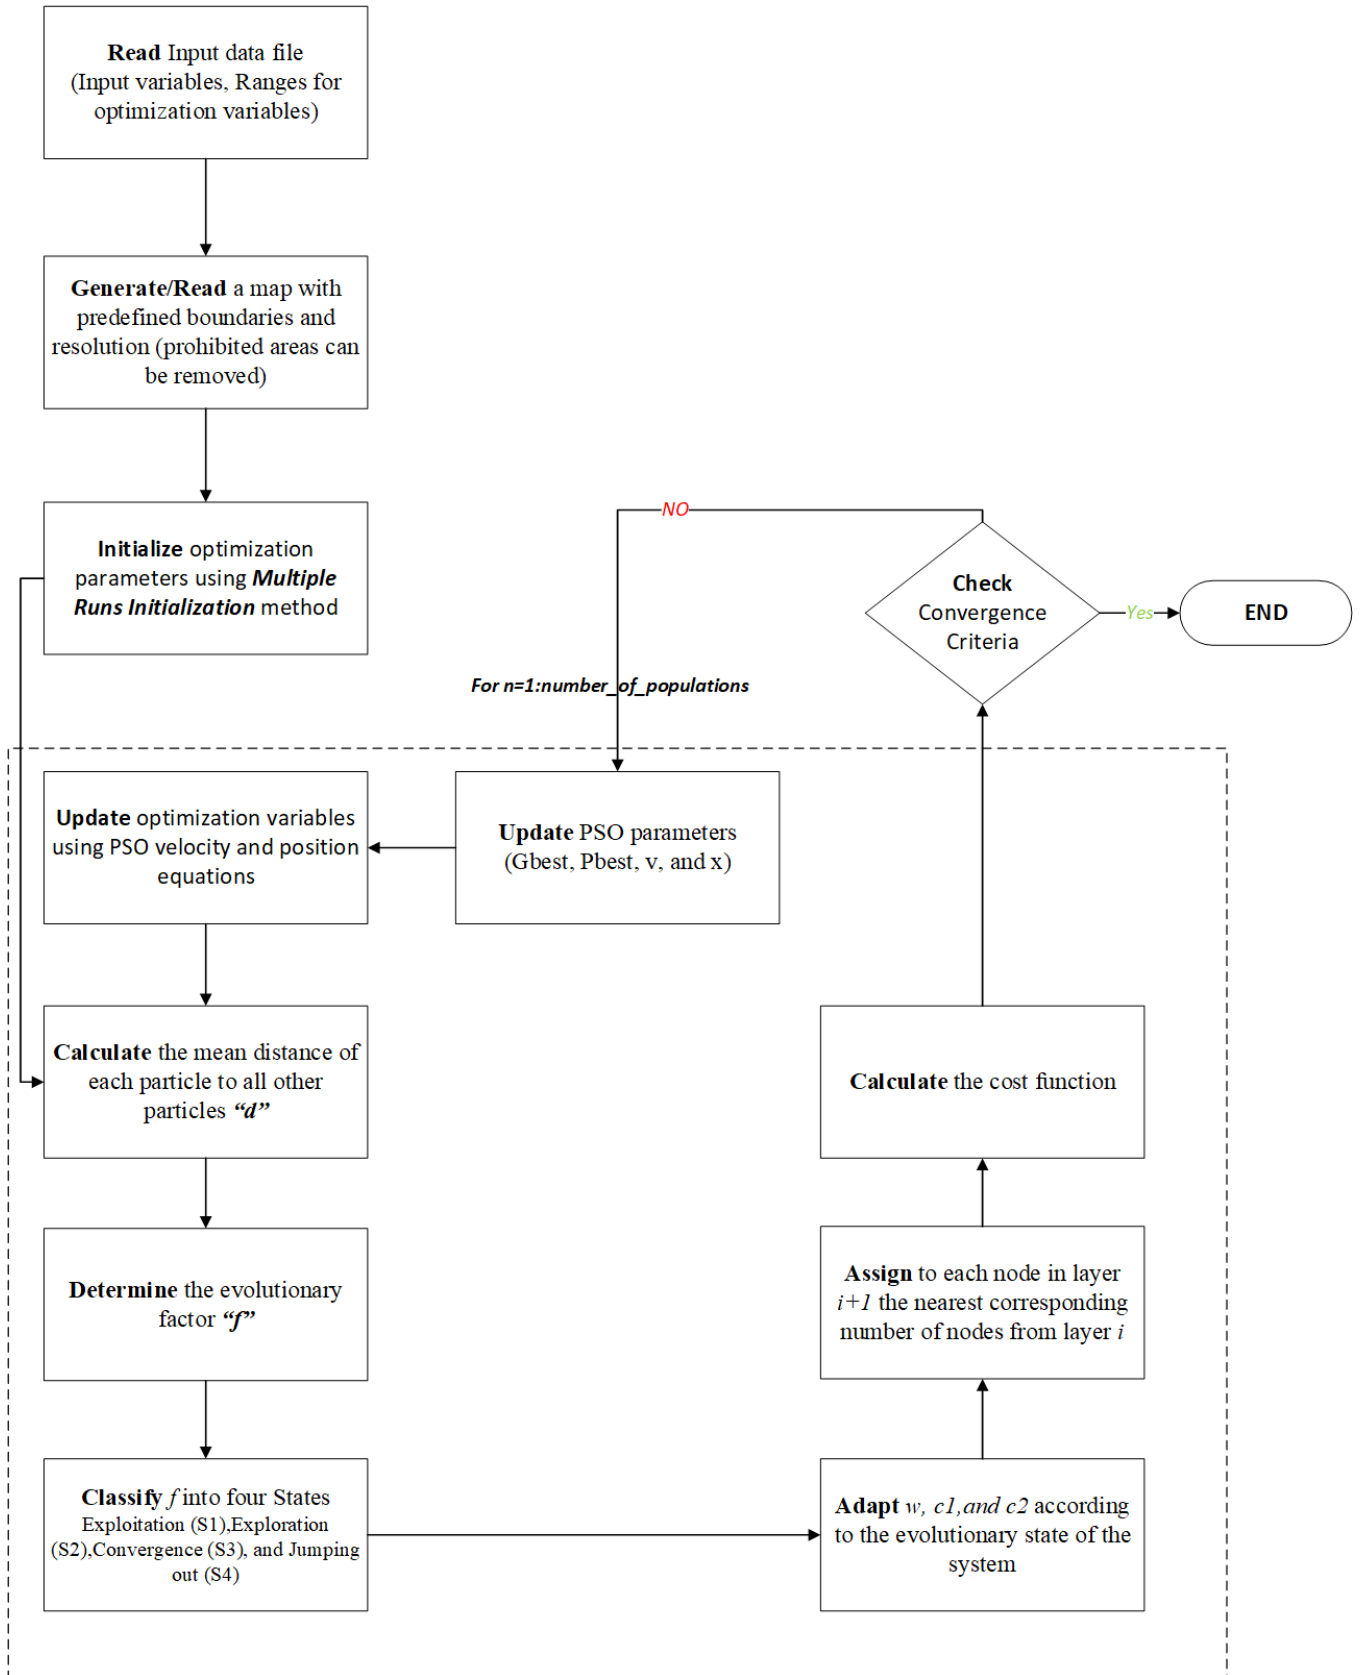 Read Input data file
(Input variables, Ranges for
optimization variables)
Generate/Read a map with
predefined boundaries and
resolution (prohibited areas can
be removed)
Initialize optimization
parameters using Multiple
Runs Initialization method
NO
Check
Convergence
Criteria
Yes
END
For n=1:number_of_populations
Update optimization variables
using PSO velocity and position
equations
Update PSO parameters
(Gbest, Pbest, v, and x)
Calculate the mean distance of
each particle to all other
particles “d”
Calculate the cost function
Determine the evolutionary
factor “f”
Assign to each node in layer
i+1 the nearest corresponding
number of nodes from layer i
Classify f into four States
Exploitation (S1),Exploration
(S2),Convergence (S3), and Jumping
out (S4)
Adapt w, c1,and c2 according
to the evolutionary state of the
system